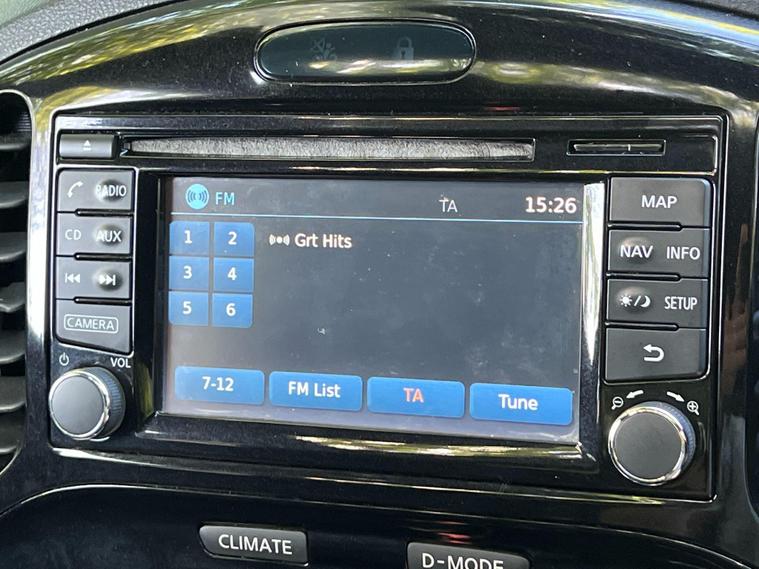 FM TA 15:26
1 2 Grt Hits
3 4
5 6
7-12 FM List TA Tune
RADIO
CD AUX
CAMERA
VOL
MAP
NAV INFO
SETUP
CLIMATE
D-MODE